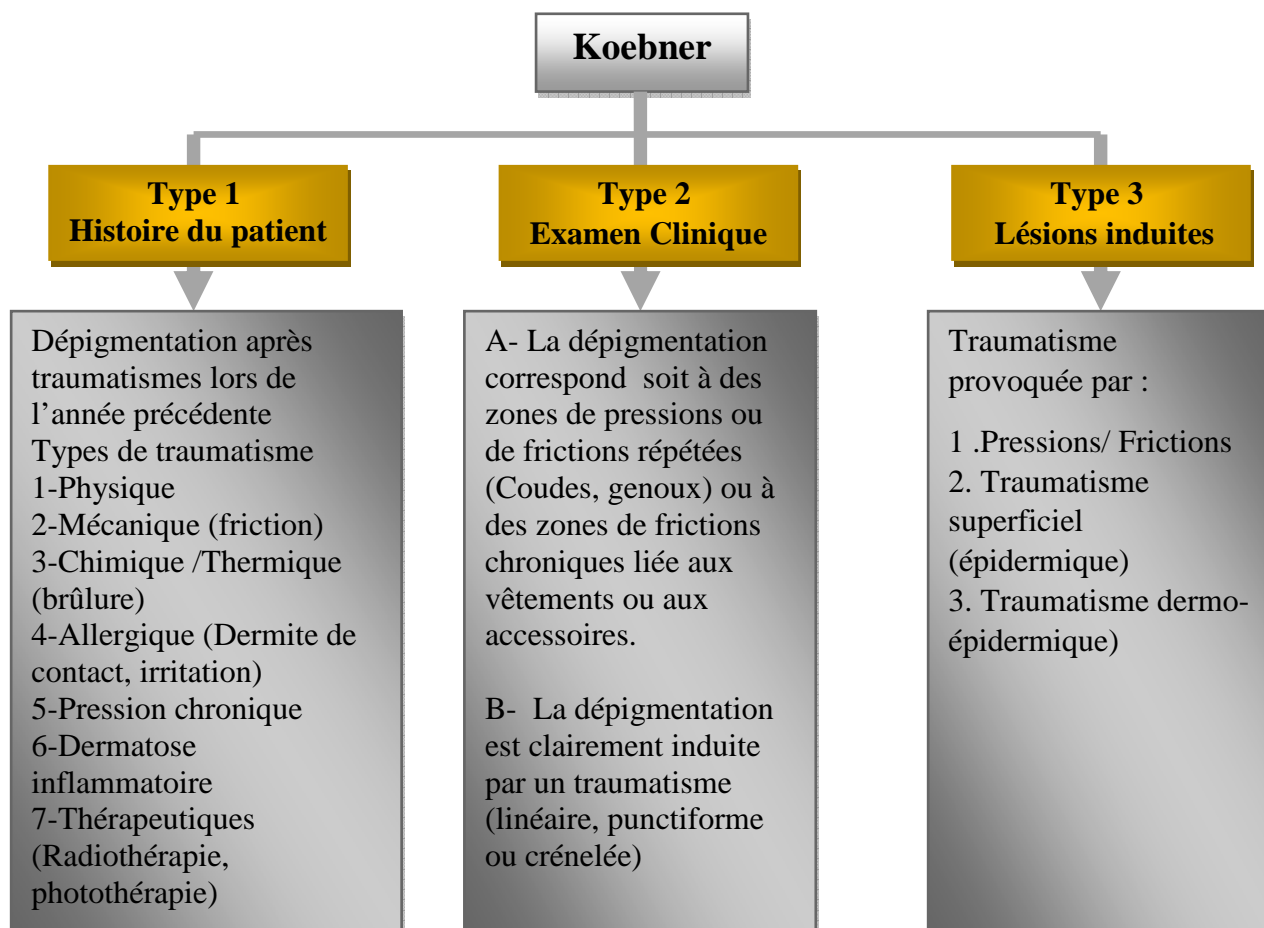 Koebner
Type 1
Histoire du patient
Type 2
Examen Clinique
Type 3
Lésions induites
Dépigmentation après
traumatismes lors de
l’année précédente
Types de traumatisme
1-Physique
2-Mécanique (friction)
3-Chimique /Thermique
(brûlure)
4-Allergique (Dermite de
contact, irritation)
5-Pression chronique
6-Dermatose
inflammatoire
7-Thérapeutiques
(Radiothérapie,
photothérapie)
A- La dépigmentation
correspond  soit à des
zones de pressions ou
de frictions répétées
(Coudes, genoux) ou à
des zones de frictions
chroniques liée aux
vêtements ou aux
accessoires.
B-  La dépigmentation
est clairement induite
par un traumatisme
(linéaire, punctiforme
ou crénelée)
Traumatisme
provoquée par :
1 .Pressions/ Frictions
2. Traumatisme
superficiel
(épidermique)
3. Traumatisme dermo-
épidermique)